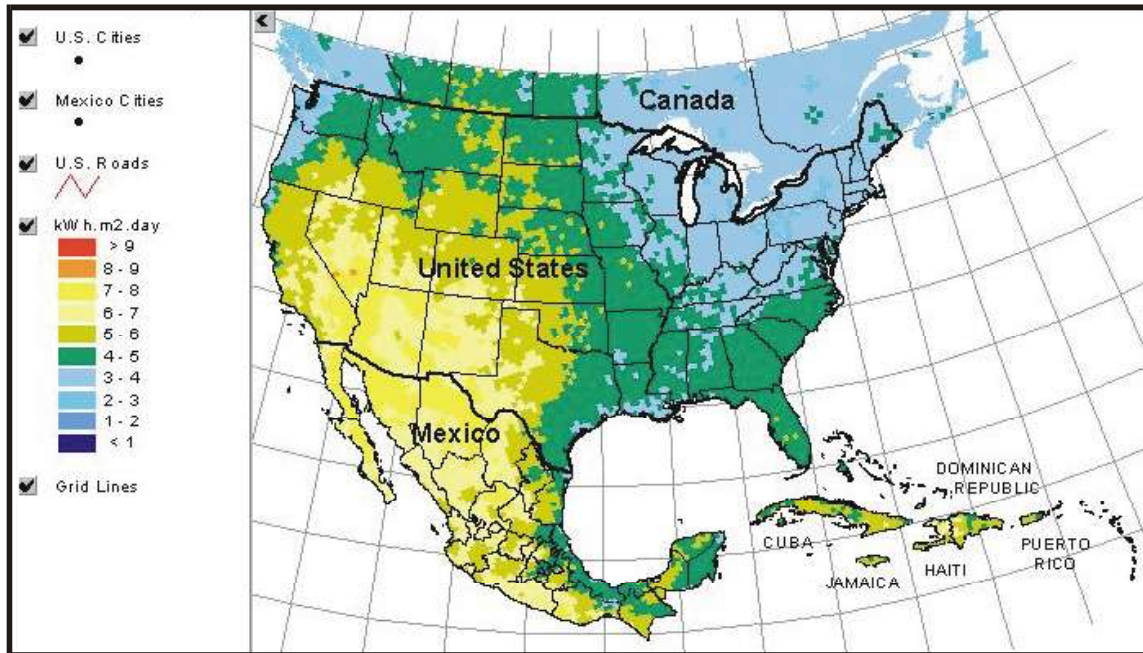 U.S. Cities
Mexico Cities
U.S. Roads
kWh.m2.day
> 9
8 - 9
7 - 8
6 - 7
5 - 6
4 - 5
3 - 4
2 - 3
1 - 2
< 1
Grid Lines
Canada
United States
Mexico
DOMINICAN
REPUBLIC
CUBA
JAMAICA
HAITI
PUERTO
RICO